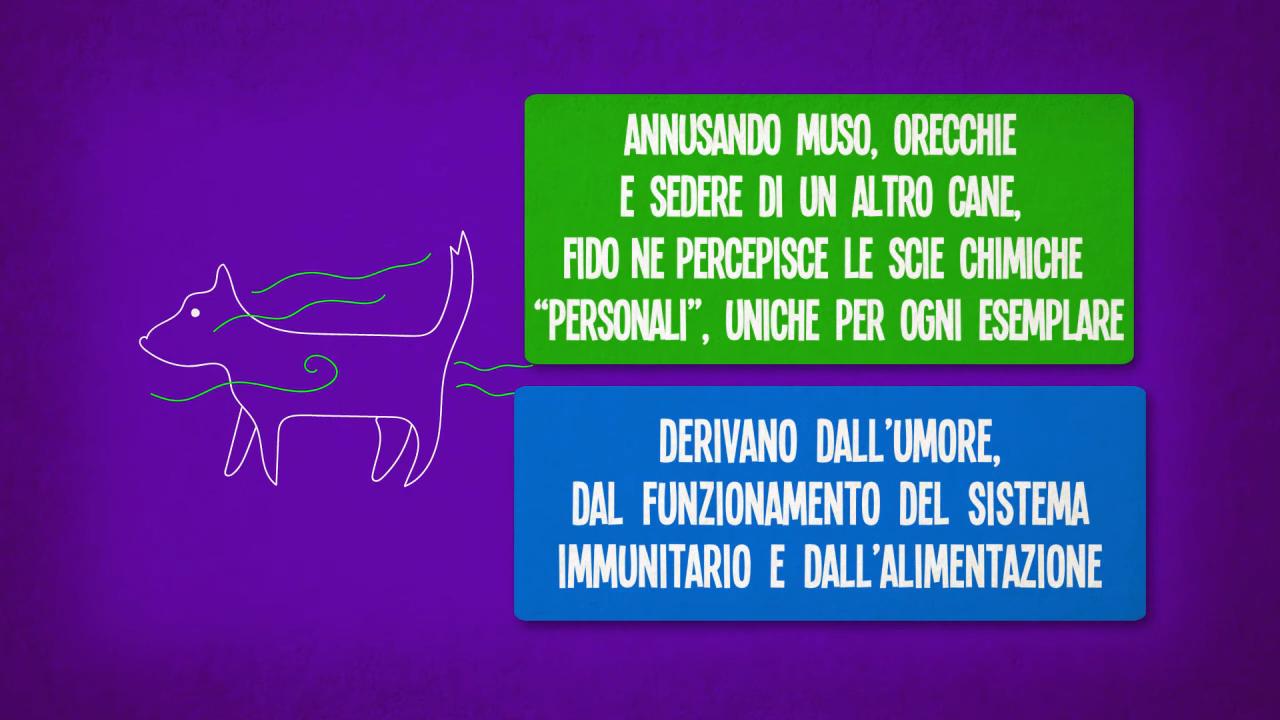 ANNUSANDO MUSO, ORECCHIE
E SEDERE DI UN ALTRO CANE,
FIDO NE PERCEPISCE LE SCIE CHIMICHE
“PERSONALI”, UNICHE PER OGNI ESEMPLARE
DERIVANO DALL’UMORE,
DAL FUNZIONAMENTO DEL SISTEMA
IMMUNITARIO E DALL’ALIMENTAZIONE